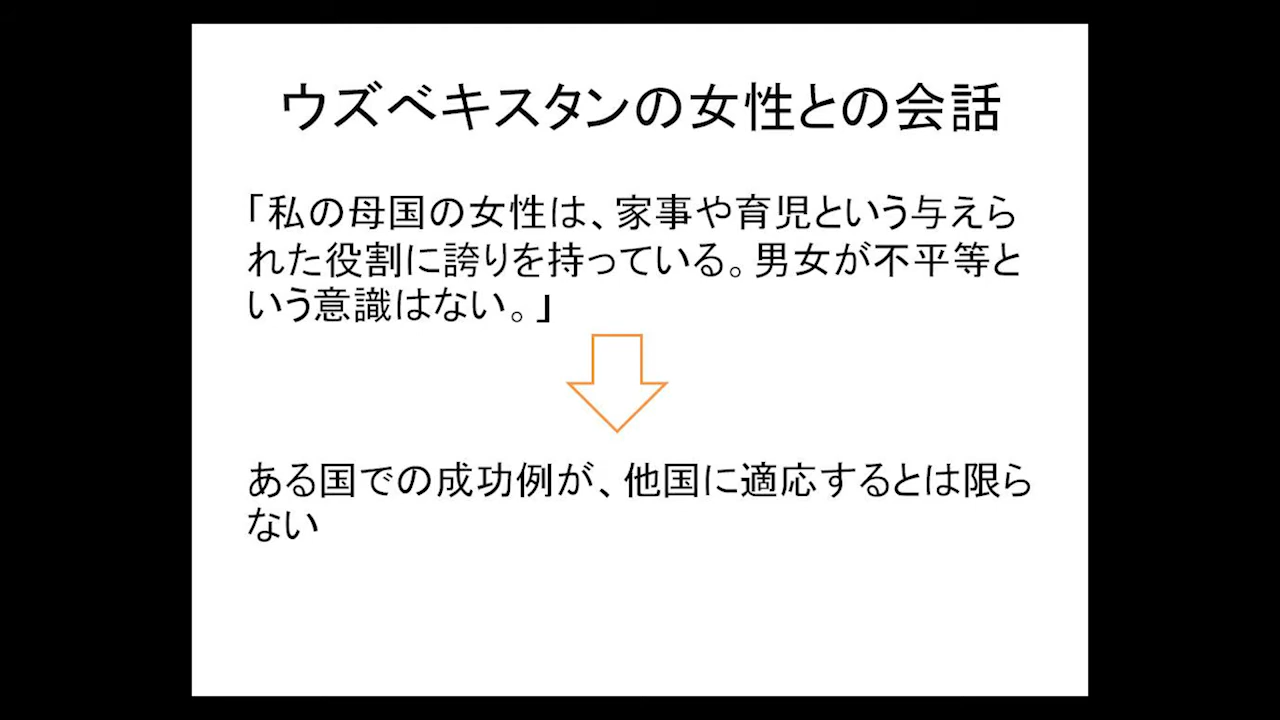 ウズベキスタンの女性との会話
「私の母国の女性は、家事や育児という与えら
れた役割に誇りを持っている。男女が不平等と
いう意識はない。」
ある国での成功例が、他国に適応するとは限ら
ない